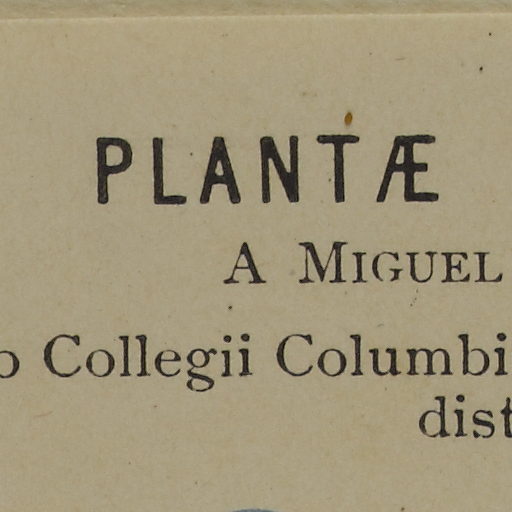 PLANTÆ
A MIGUEL
o Collegii Columbi
dist